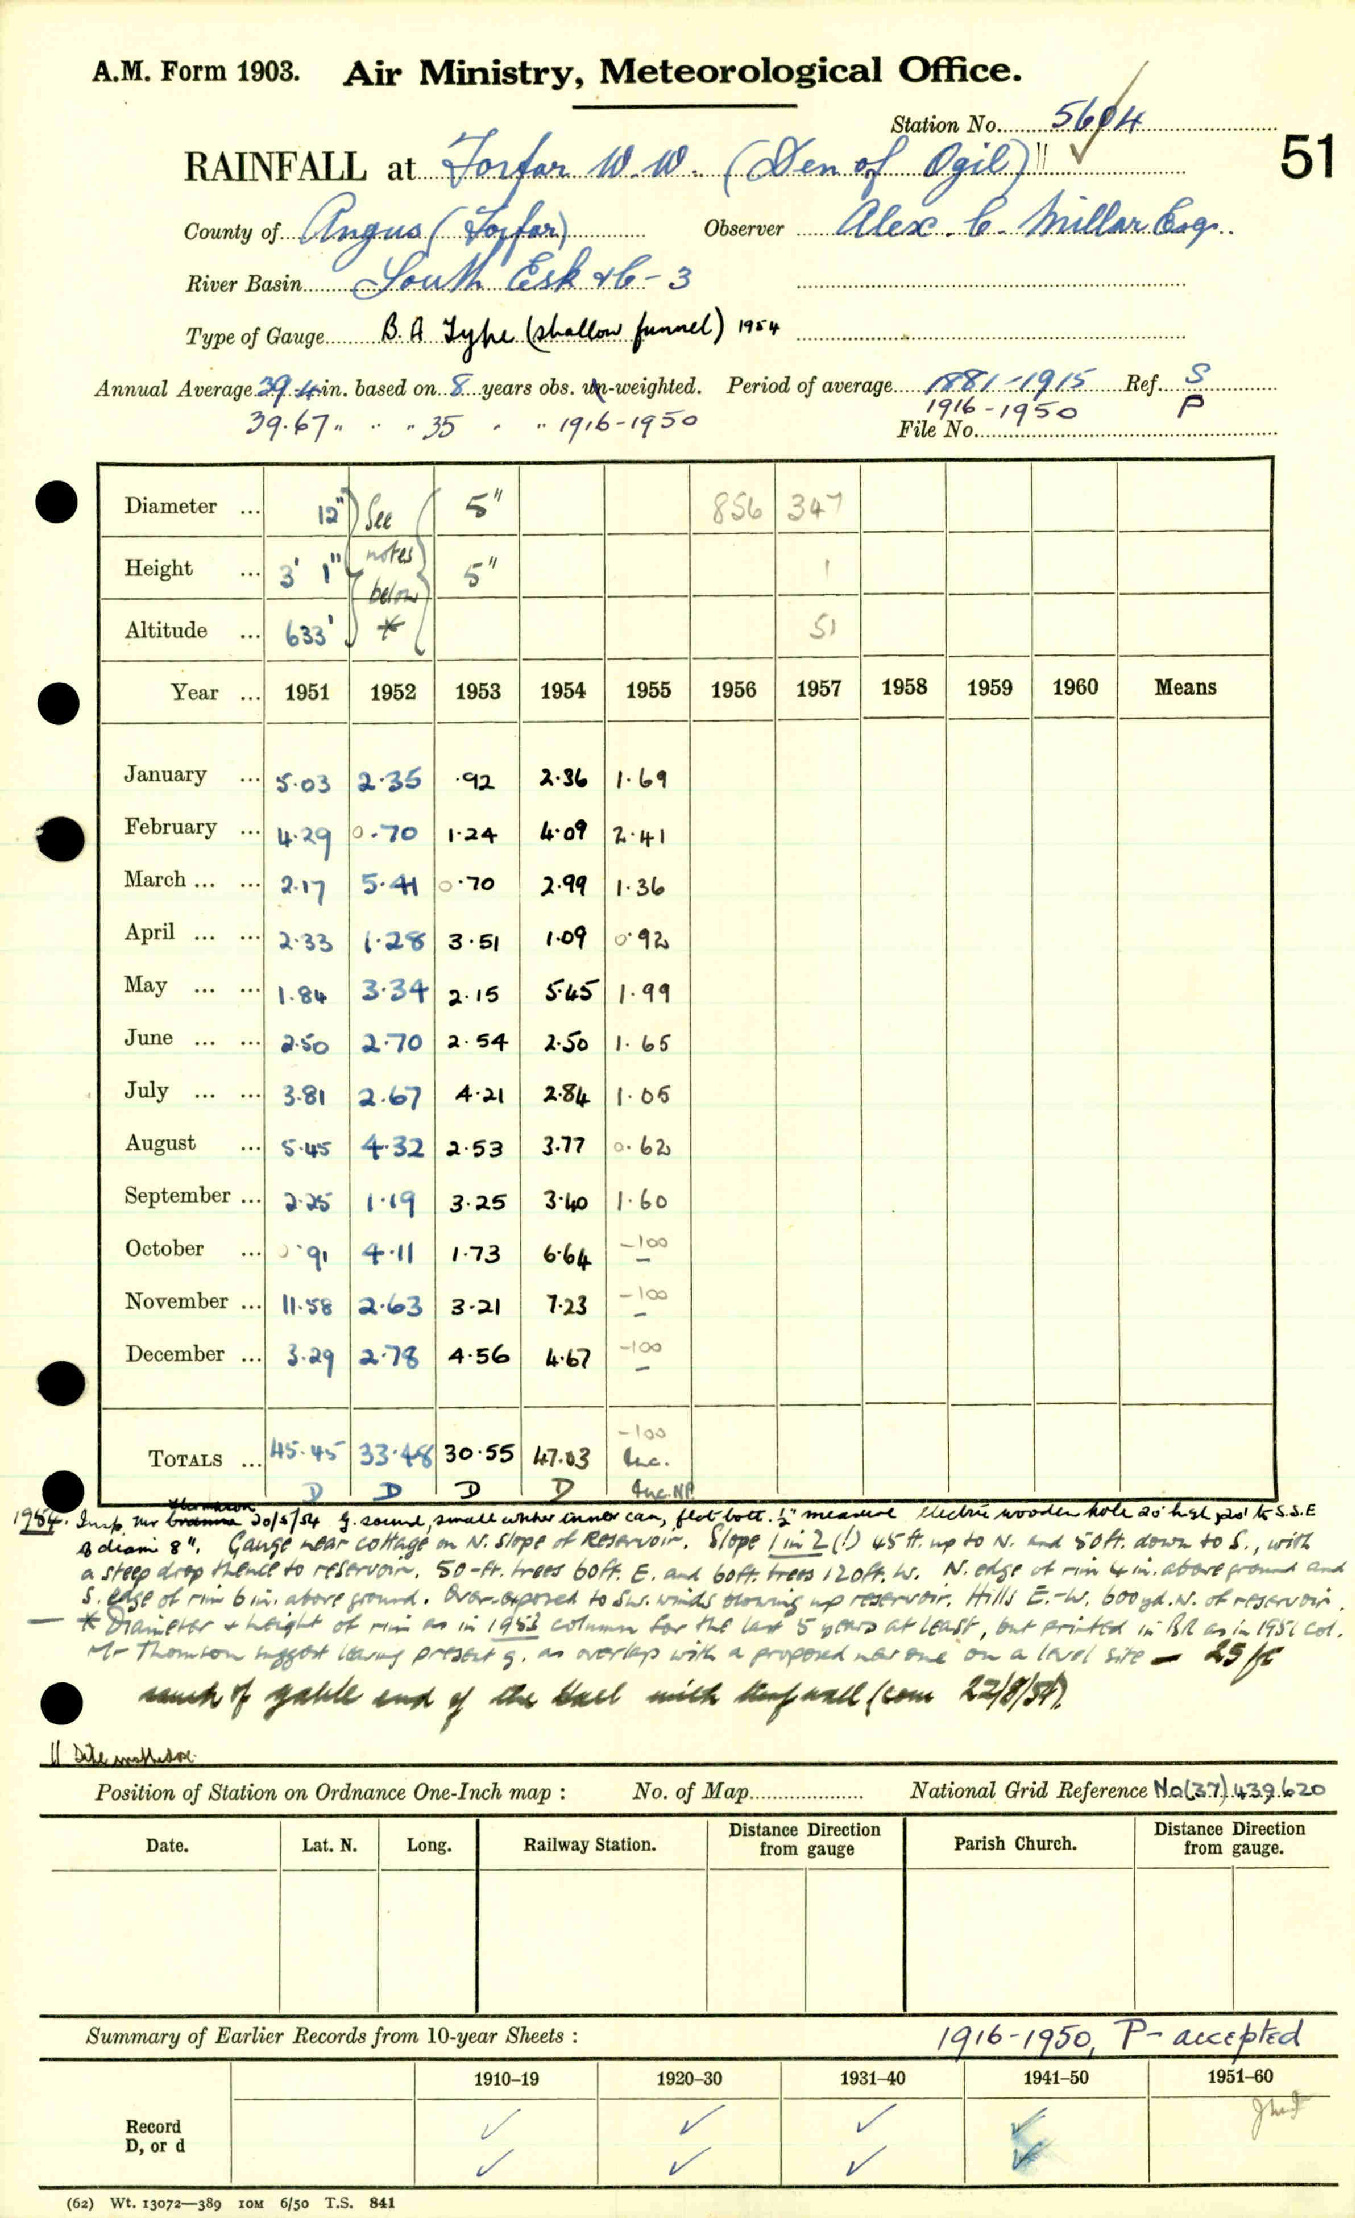 A.M. Form 1903. Air Ministry, Meteorological Office.
Station No. 5604
51
RAINFALL at Forfar W.W. (Den of Ogil) ||
County of Angus (Forfar) Observer Alex. C. Millar Esq.
River Basin South Esk &c - 3
Type of Gauge B.A Type (shallow funnel) 1954
Annual Average 39.4 in. based on 8 years obs. un-weighted. Period of average 1881-1915 Ref. S
39.67 " " " 35 " " 1916-1950 1916-1950 P
File No.
Diameter ... 12" See 5" 856 347
Height ... 3' 1" notes below 5" 1
Altitude ... 633' * 51
Year ... 1951 1952 1953 1954 1955 1956 1957 1958 1959 1960 Means
January ... 5.03 2.35 .92 2.36 1.69
February ... 4.29 0.70 1.24 4.09 2.41
March ... ... 2.17 5.41 0.70 2.99 1.36
April ... ... 2.33 1.28 3.51 1.09 0.92
May ... ... 1.84 3.34 2.15 5.45 1.99
June ... ... 2.50 2.70 2.54 2.50 1.65
July ... ... 3.81 2.67 4.21 2.84 1.05
August ... 5.45 4.32 2.53 3.77 0.62
September ... 2.25 1.19 3.25 3.40 1.60
October ... 0.91 4.11 1.73 6.64 -100 -
November ... 11.58 2.63 3.21 7.23 -100 -
December ... 3.29 2.78 4.56 4.67 -100 -
TOTALS ... 45.45 33.48 30.55 47.03 -100 Inc.
D D D D Inc. NP
1954. Insp. Mr Thomson 20/5/54 g. sound, small inner can, flat bott. ½" measure electric wooden pole 20' high 20' to S.S.E
of diam 8". Gauge near cottage on N. slope of Reservoir. Slope 1 in 2 (!) 45 ft. up to N. and 50 ft. down to S., with
a steep drop thence to reservoir. 50-ft. trees 60ft. E. and 60ft. trees 120ft. W. N. edge of rim 4 in. above ground and
S. edge of rim 6 in. above ground. Over-exposed to SW. winds blowing up reservoir. Hills E.-W. 600 yd. N. of reservoir.
— * Diameter + height of rim as in 1953 column for the last 5 years at least, but printed in BR as in 1951 col.
Mr Thomson suggest leaving present g. as overlap with a proposed new one on a level site — 25 ft
south of gable end of the (com 22/8/54).
|| Site
Position of Station on Ordnance One-Inch map : No. of Map National Grid Reference No(37) 439620
Date. Lat. N. Long. Railway Station. Distance from Direction gauge Parish Church. Distance from Direction gauge.
Summary of Earlier Records from 10-year Sheets : 1916-1950, P- accepted
1910–19 1920–30 1931–40 1941–50 1951–60
Record
D, or d
(62) Wt. 13072—389 10M 6/50 T.S. 841